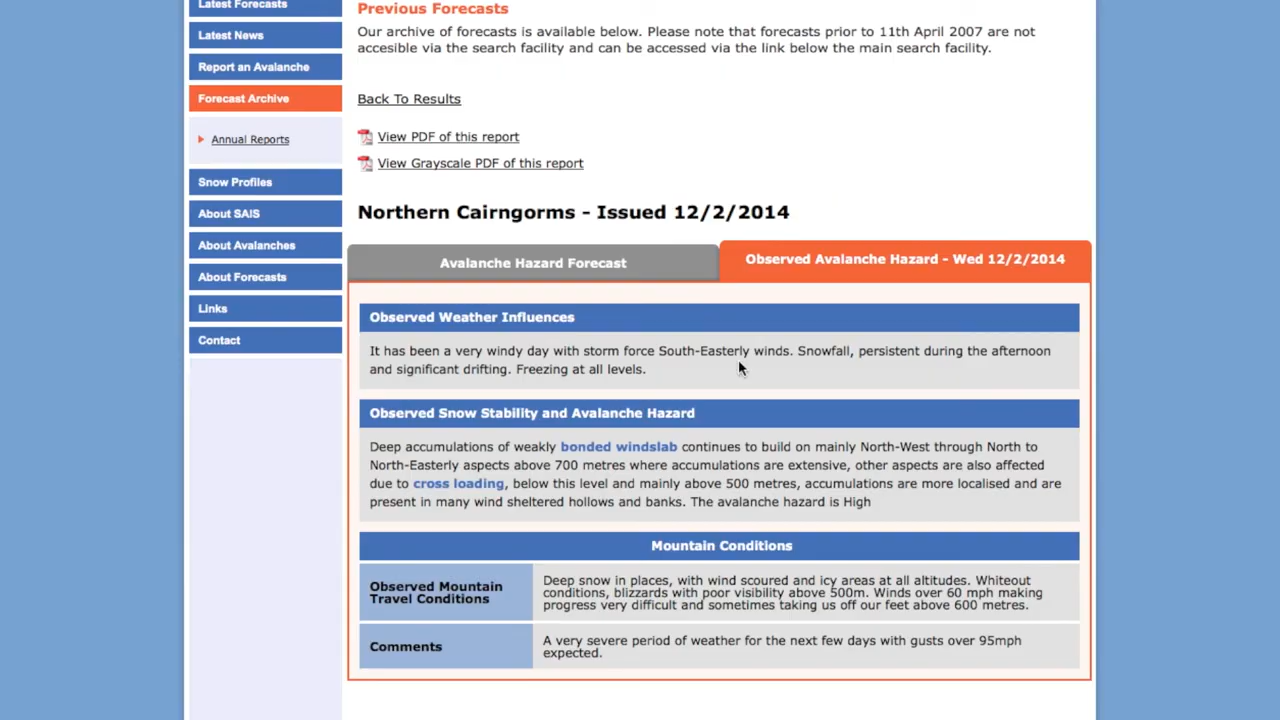 Latest Forecasts
Latest News
Report an Avalanche
Forecast Archive
Annual Reports
Snow Profiles
About SAIS
About Avalanches
About Forecasts
Links
Contact
Previous Forecasts
Our archive of forecasts is available below. Please note that forecasts prior to 11th April 2007 are not
accesible via the search facility and can be accessed via the link below the main search facility.
Back To Results
View PDF of this report
View Grayscale PDF of this report
Northern Cairngorms - Issued 12/2/2014
Avalanche Hazard Forecast
Observed Avalanche Hazard - Wed 12/2/2014
Observed Weather Influences
It has been a very windy day with storm force South-Easterly winds. Snowfall, persistent during the afternoon
and significant drifting. Freezing at all levels.
Observed Snow Stability and Avalanche Hazard
Deep accumulations of weakly bonded windslab continues to build on mainly North-West through North to
North-Easterly aspects above 700 metres where accumulations are extensive, other aspects are also affected
due to cross loading, below this level and mainly above 500 metres, accumulations are more localised and are
present in many wind sheltered hollows and banks. The avalanche hazard is High
Mountain Conditions
Observed Mountain
Travel Conditions
Deep snow in places, with wind scoured and icy areas at all altitudes. Whiteout
conditions, blizzards with poor visibility above 500m. Winds over 60 mph making
progress very difficult and sometimes taking us off our feet above 600 metres.
Comments
A very severe period of weather for the next few days with gusts over 95mph
expected.